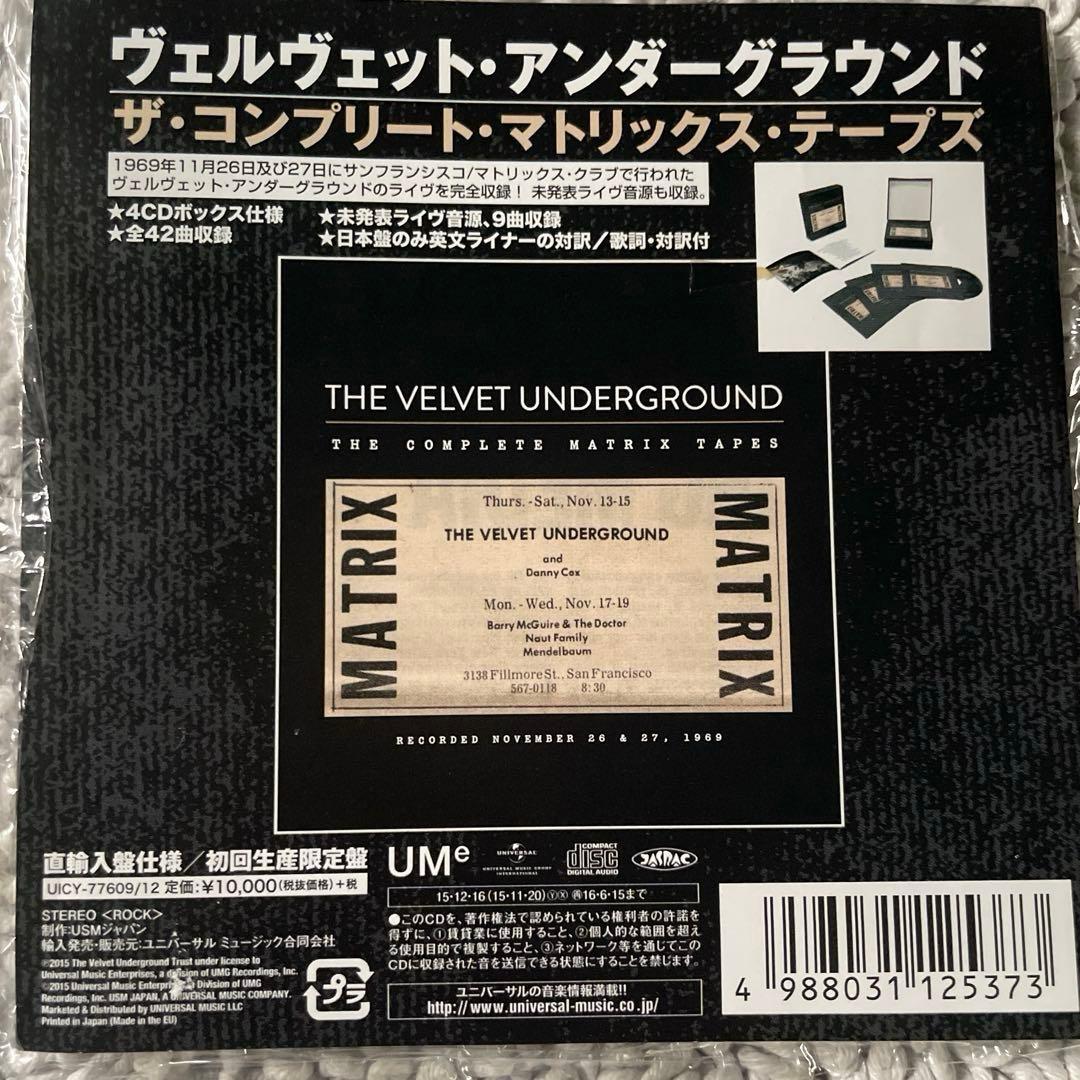 ヴェルヴェット・アンダーグラウンド
ザ・コンプリート・マトリックス・テープズ
1969年11月26日及び27日にサンフランシスコ/マトリックス・クラブで行われた
ヴェルヴェット・アンダーグラウンドのライヴを完全収録！ 未発表ライヴ音源も収録。
★4CDボックス仕様 ★未発表ライヴ音源、9曲収録
★全42曲収録 ★日本盤のみ英文ライナーの対訳／歌詞・対訳付
THE VELVET UNDERGROUND
THE COMPLETE MATRIX TAPES
MATRIX
Thurs.-Sat., Nov. 13-15
THE VELVET UNDERGROUND
and
Danny Cox
Mon.-Wed., Nov. 17-19
Barry McGuire & The Doctor
Naut Family
Mendelbaum
3138 Fillmore St., San Francisco
567-0118 8:30
MATRIX
RECORDED NOVEMBER 26 & 27, 1969
直輸入盤仕様／初回生産限定盤
UICY-77609/12 定価:¥10,000(税抜価格)+税
STEREO <ROCK>
制作:USMジャパン
輸入発売・販売元:ユニバーサル ミュージック合同会社
℗2015 The Velvet Underground Trust under license to
Universal Music Enterprises, a division of UMG Recordings, Inc.
©2015 Universal Music Enterprises, a Division of UMG
Recordings, Inc. USM JAPAN, A UNIVERSAL MUSIC COMPANY.
Marketed & Distributed by UNIVERSAL MUSIC LLC
Printed in Japan (Made in the EU)
プラ
UMe
UNIVERSAL
UNIVERSAL MUSIC GROUP
INTERNATIONAL
COMPACT
disc
DIGITAL AUDIO
JASRAC
15・12・16(15・11・20)ⓎⓍ㊢16・6・15まで
●このCDを、著作権法で認められている権利者の許諾を
得ずに、①賃貸業に使用すること、②個人的な範囲を超え
る使用目的で複製すること、③ネットワーク等を通じてこの
CDに収録された音を送信できる状態にすることを禁じます。
ユニバーサルの音楽情報満載!!
http://www.universal-music.co.jp/
4 988031 125373